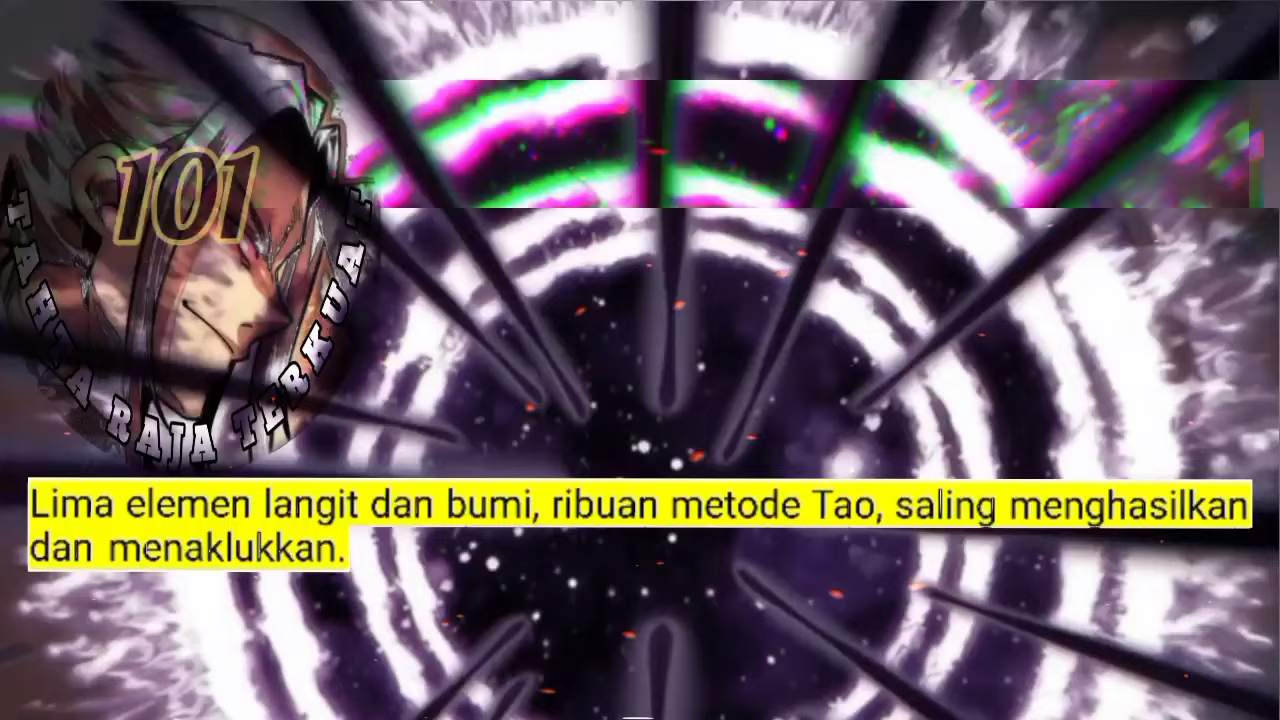 101
TAHTA RAJA TERKUAT
Lima elemen langit dan bumi, ribuan metode Tao, saling menghasilkan
dan menaklukkan.